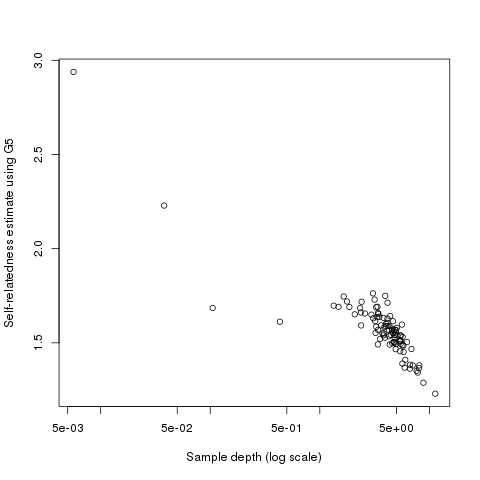 3.0
2.5
2.0
1.5
Self-relatedness estimate using G5
5e-03
5e-02
5e-01
5e+00
Sample depth (log scale)